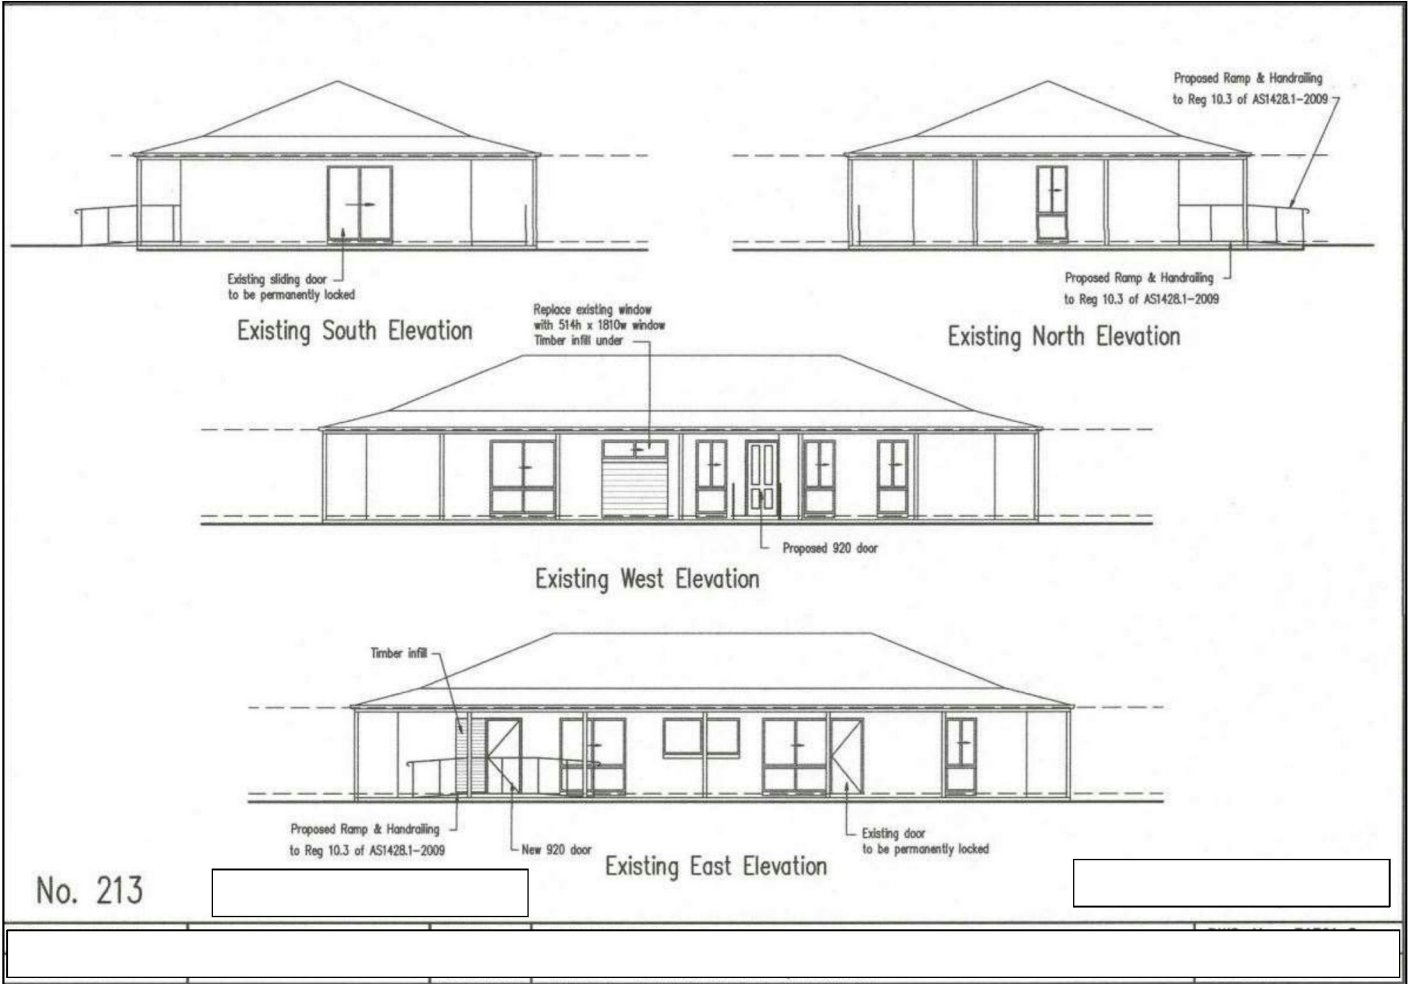 Proposed Ramp & Handrailing
to Reg 10.3 of AS1428.1-2009
Existing sliding door
to be permanently locked
Existing South Elevation
Proposed Ramp & Handrailing
to Reg 10.3 of AS1428.1-2009
Existing North Elevation
Replace existing window
with 514h x 1810w window
Timber infill under
Proposed 920 door
Existing West Elevation
Timber infill
Proposed Ramp & Handrailing
to Reg 10.3 of AS1428.1-2009
New 920 door
Existing door
to be permanently locked
Existing East Elevation
No. 213